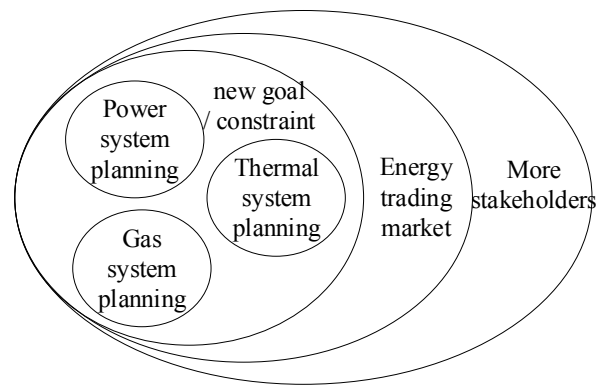 Power
system
planning
new goal
/ constraint
Thermal
system
planning
Gas
system
planning
Energy
trading
market
More
stakeholders